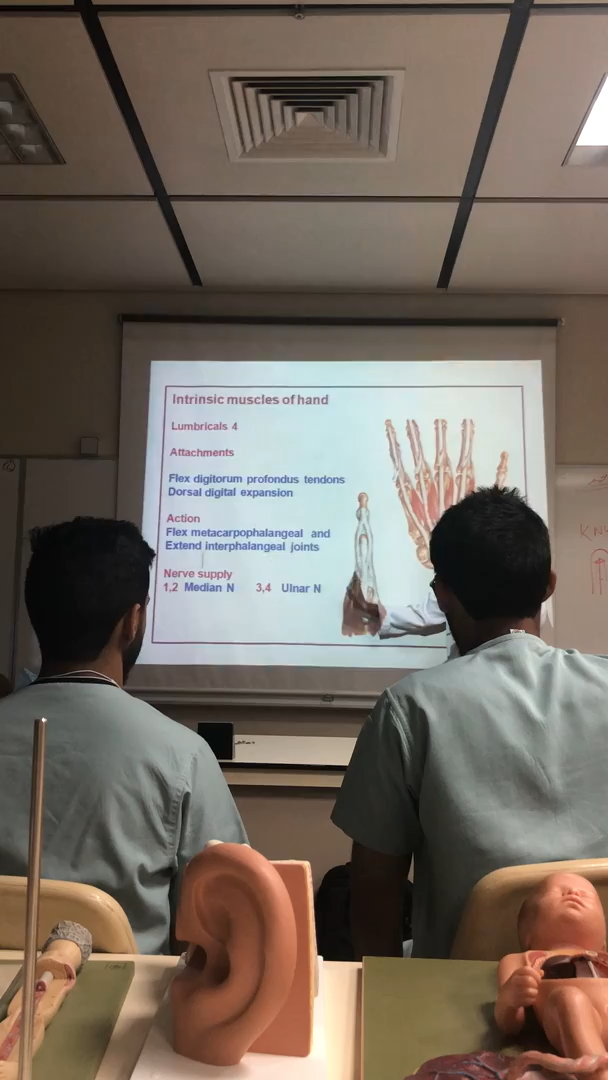 Intrinsic muscles of hand
Lumbricals 4
Attachments
Flex digitorum profondus tendons
Dorsal digital expansion
Action
Flex metacarpophalangeal and
Extend interphalangeal joints
Nerve supply
1,2 Median N 3,4 Ulnar N